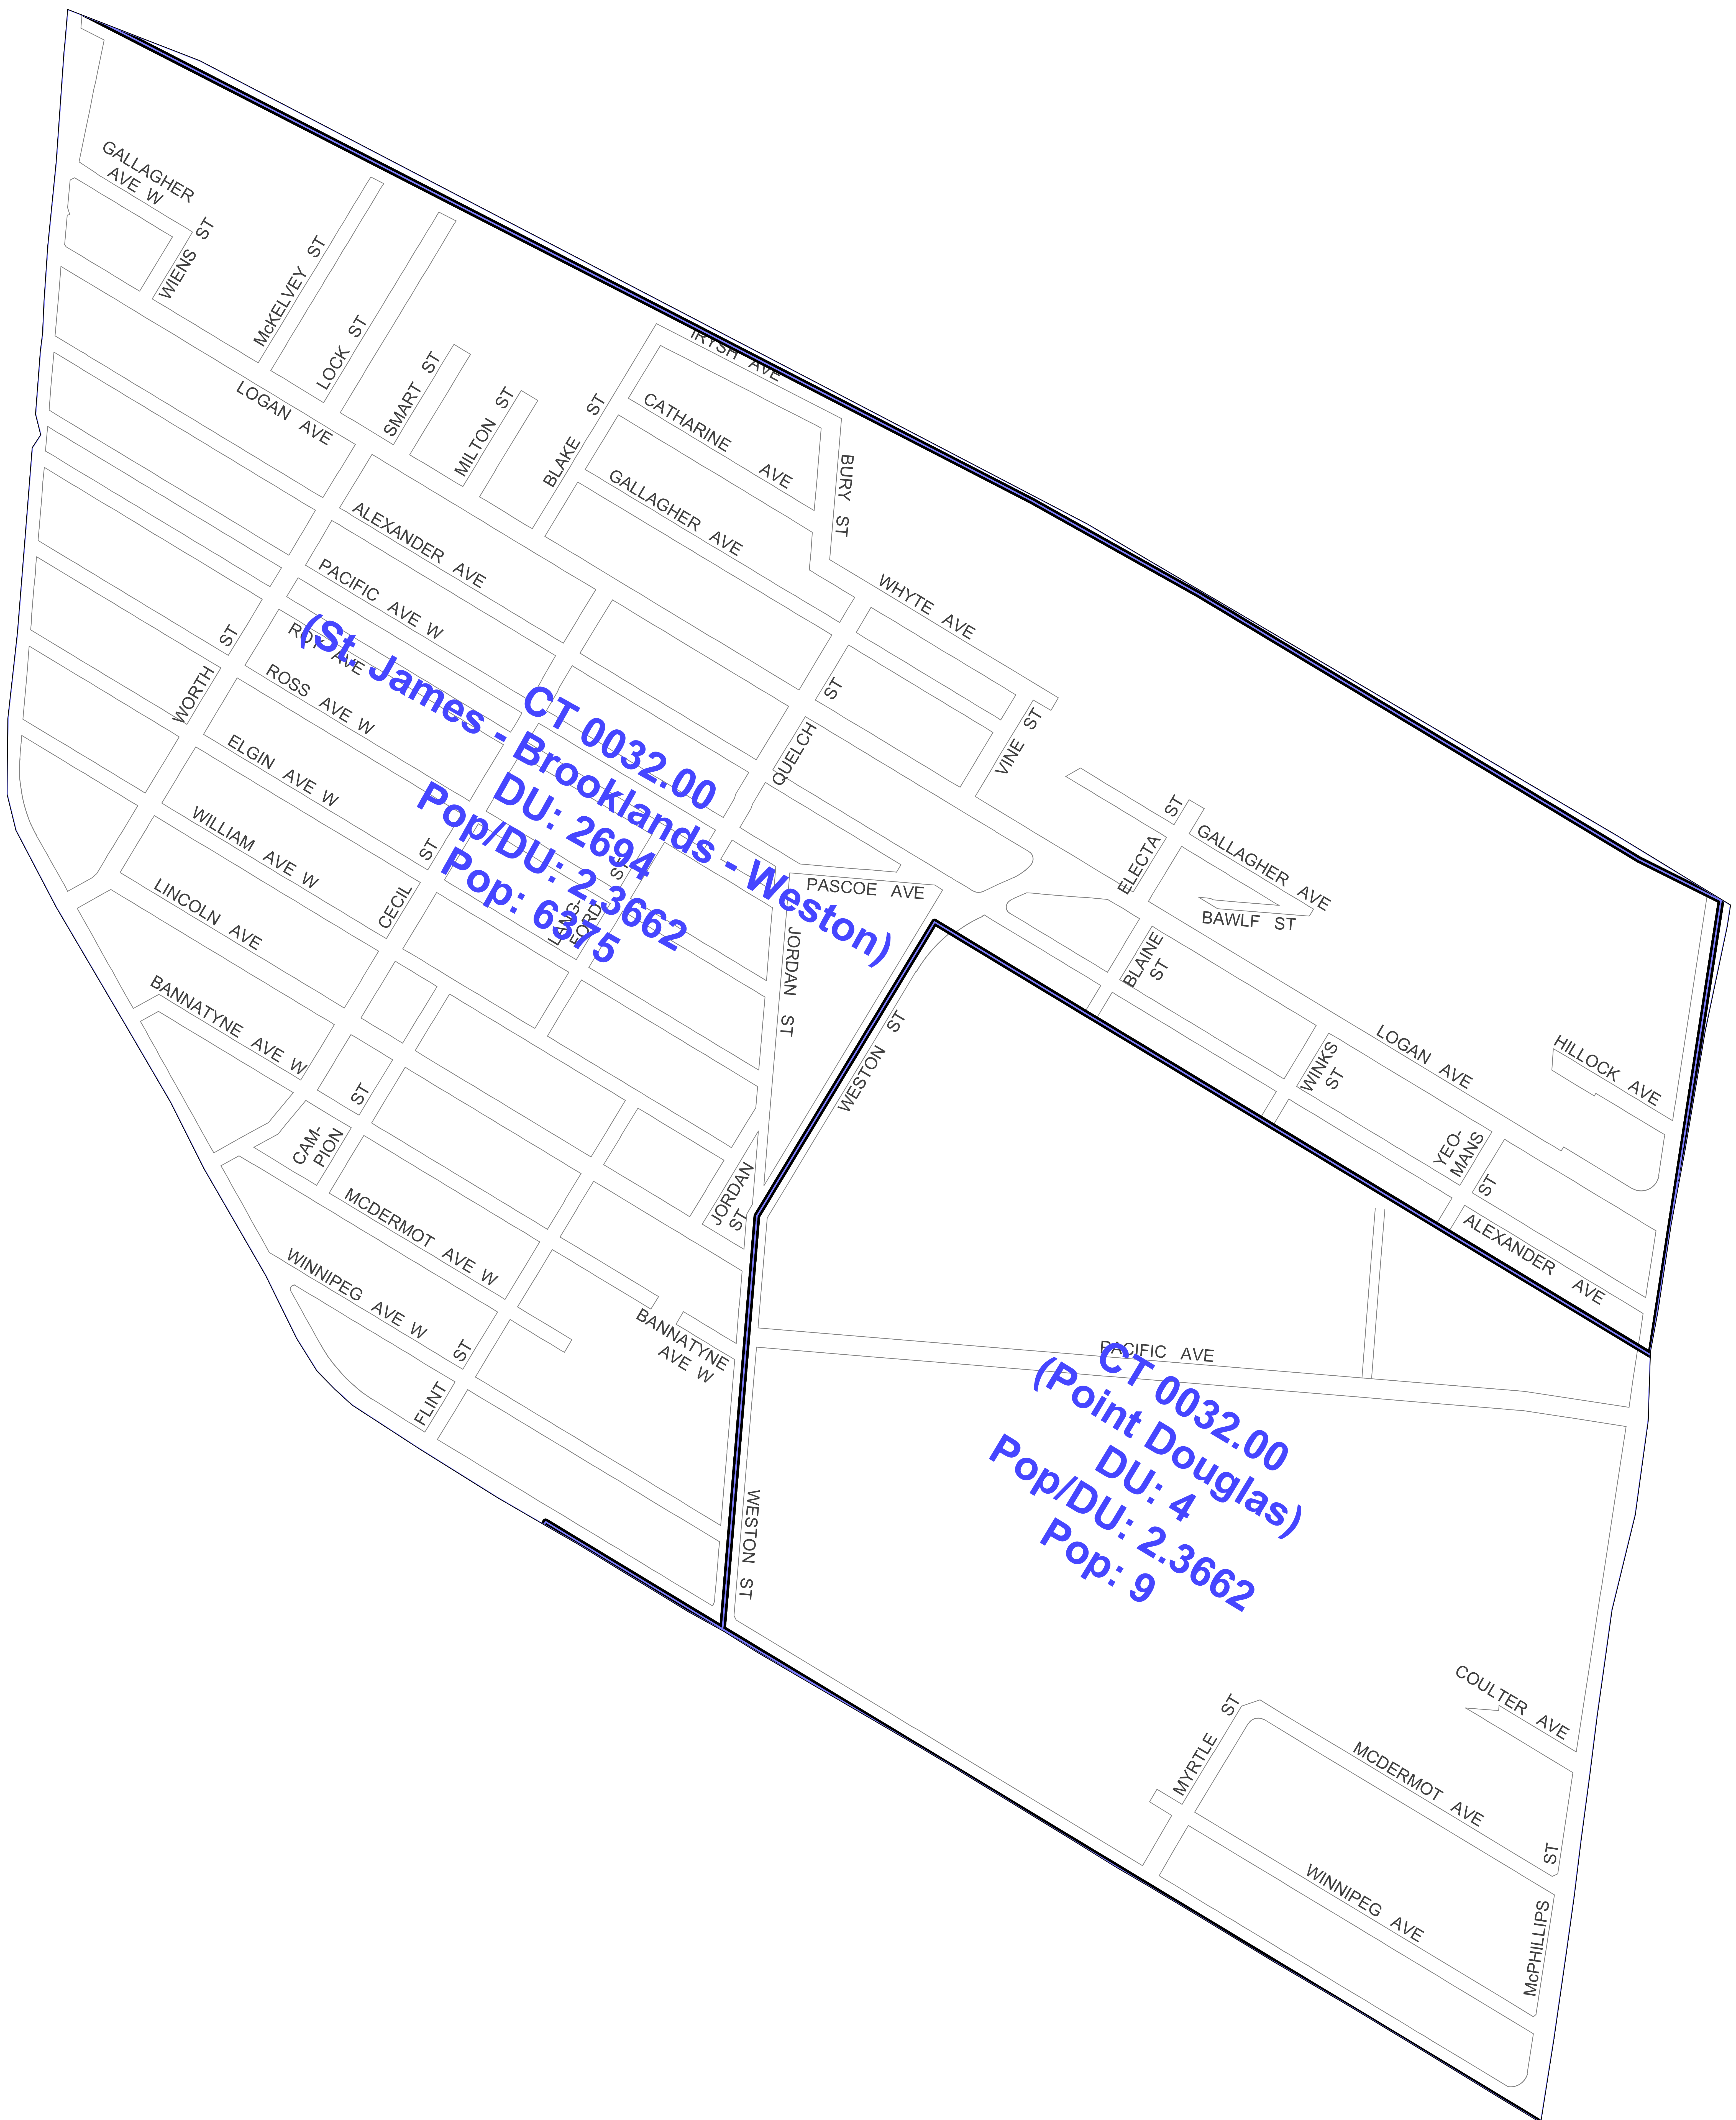 GALLAGHER
AVE W
WIENS ST
McKELVEY ST
LOCK ST
SMART ST
MILTON ST
BLAKE ST
IRYSH AVE
CATHARINE AVE
GALLAGHER AVE
BURY ST
LOGAN AVE
ALEXANDER AVE
PACIFIC AVE W
ROY AVE
ROSS AVE W
WORTH ST
ELGIN AVE W
WILLIAM AVE W
LINCOLN AVE
BANNATYNE AVE W
CECIL ST
LANG-
FORD ST
QUELCH ST
WHYTE AVE
VINE ST
PASCOE AVE
JORDAN ST
ELECTA ST
GALLAGHER AVE
BAWLF ST
BLAINE
ST
WINKS
ST
LOGAN AVE
HILLOCK AVE
YEO-
MANS
ST
ALEXANDER AVE
CT 0032.00
(St. James - Brooklands - Weston)
DU: 2694
Pop/DU: 2.3662
Pop: 6375
WESTON ST
CAM-
PION
ST
JORDAN
ST
MCDERMOT AVE W
WINNIPEG AVE W
FLINT ST
BANNATYNE
AVE W
WESTON ST
PACIFIC AVE
CT 0032.00
(Point Douglas)
DU: 4
Pop/DU: 2.3662
Pop: 9
COULTER AVE
MYRTLE ST
MCDERMOT AVE
WINNIPEG AVE
McPHILLIPS ST